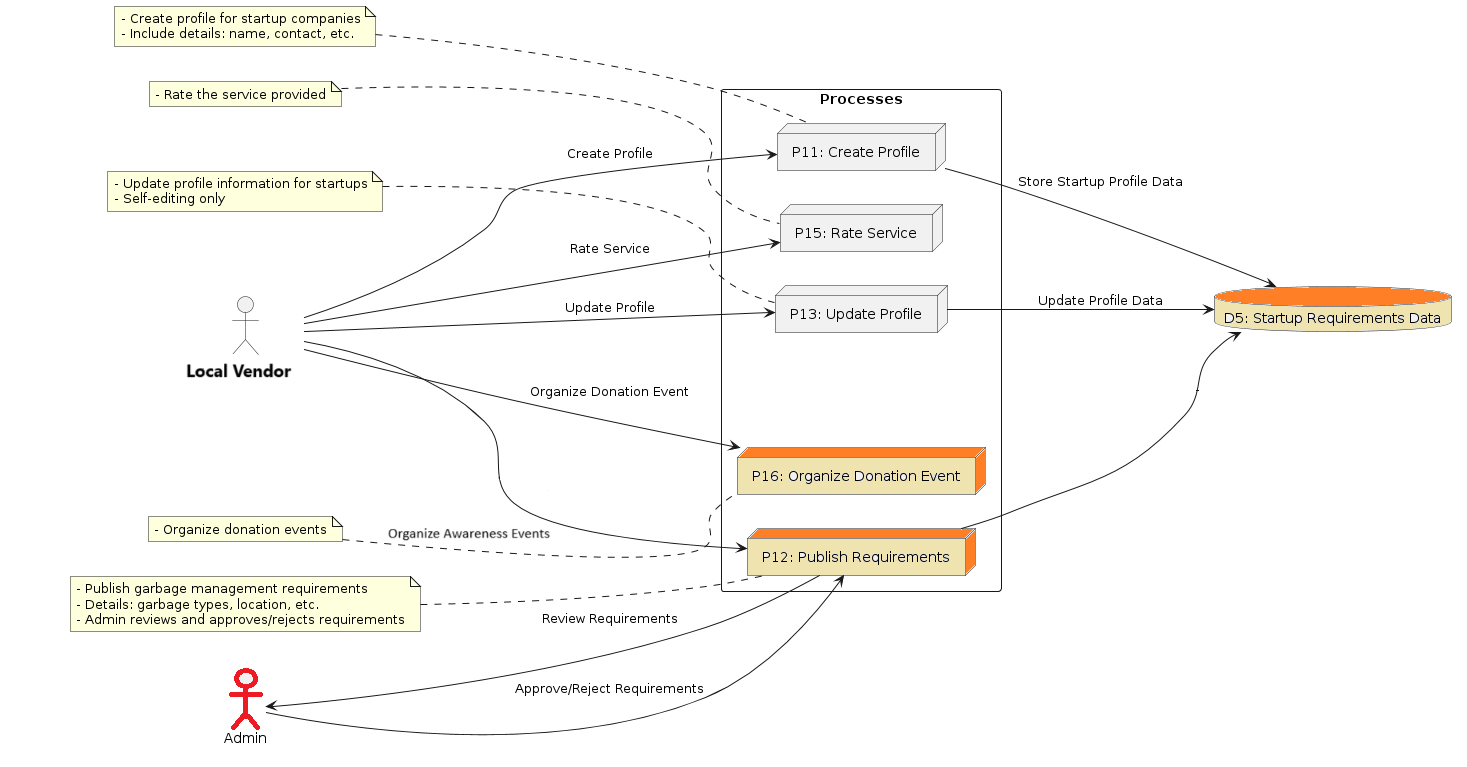 - Create profile for startup companies
- Include details: name, contact, etc.
- Rate the service provided
Processes
P11: Create Profile
Create Profile
Store Startup Profile Data
- Update profile information for startups
- Self-editing only
P15: Rate Service
Rate Service
Update Profile
P13: Update Profile
Update Profile Data
D5: Startup Requirements Data
Local Vendor
Organize Donation Event
P16: Organize Donation Event
- Organize donation events
Organize Awareness Events
P12: Publish Requirements
- Publish garbage management requirements
- Details: garbage types, location, etc.
- Admin reviews and approves/rejects requirements
Review Requirements
Approve/Reject Requirements
Admin